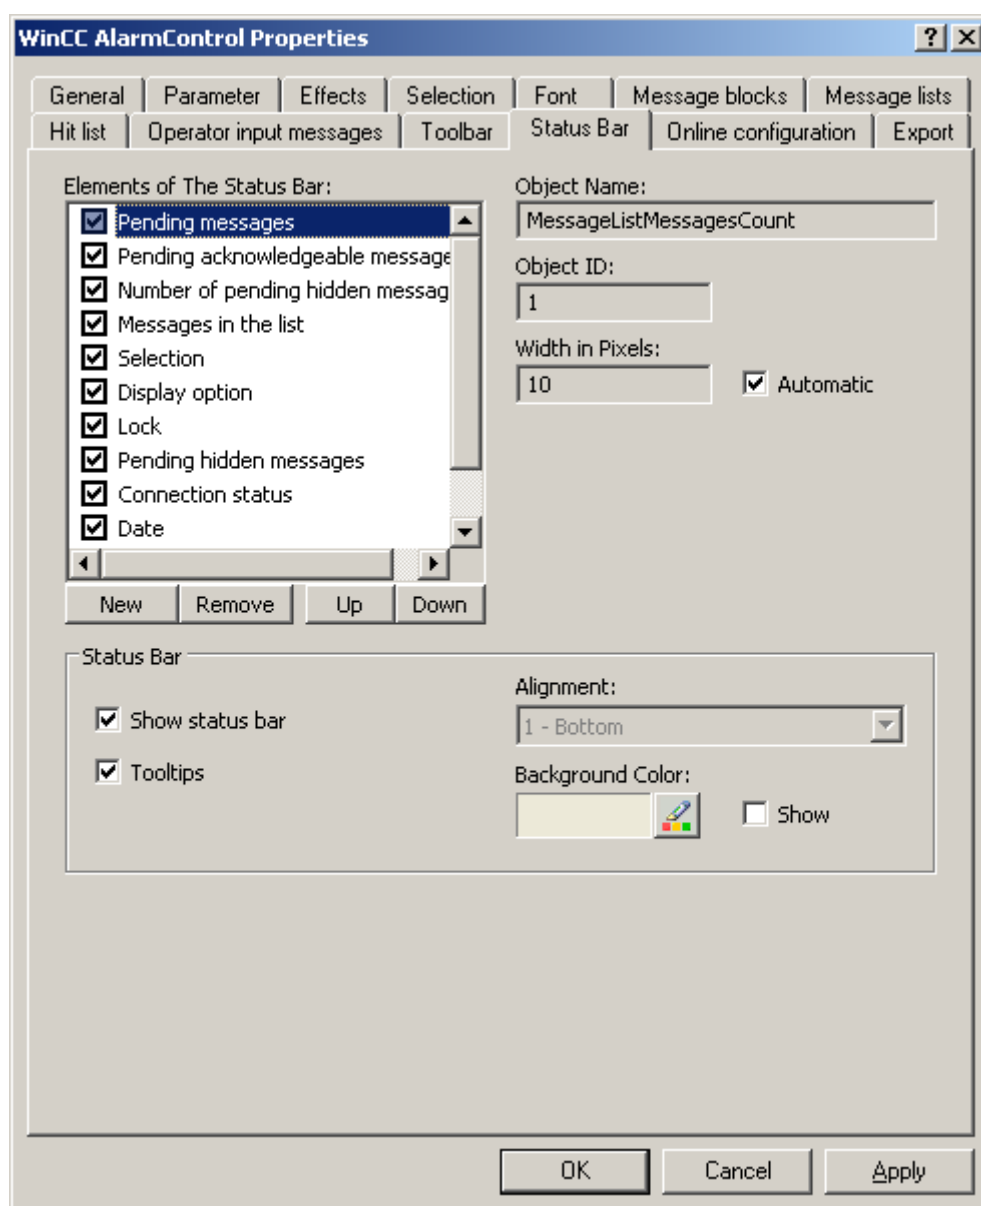 WinCC AlarmControl Properties
General Parameter Effects Selection Font Message blocks Message lists
Hit list Operator input messages Toolbar Status Bar Online configuration Export
Elements of The Status Bar:
Pending messages
Pending acknowledgeable message
Number of pending hidden messag
Messages in the list
Selection
Display option
Lock
Pending hidden messages
Connection status
Date
New Remove Up Down
Object Name:
MessageListMessagesCount
Object ID:
1
Width in Pixels:
10 Automatic
Status Bar
Show status bar
Tooltips
Alignment:
1 - Bottom
Background Color:
Show
OK Cancel Apply